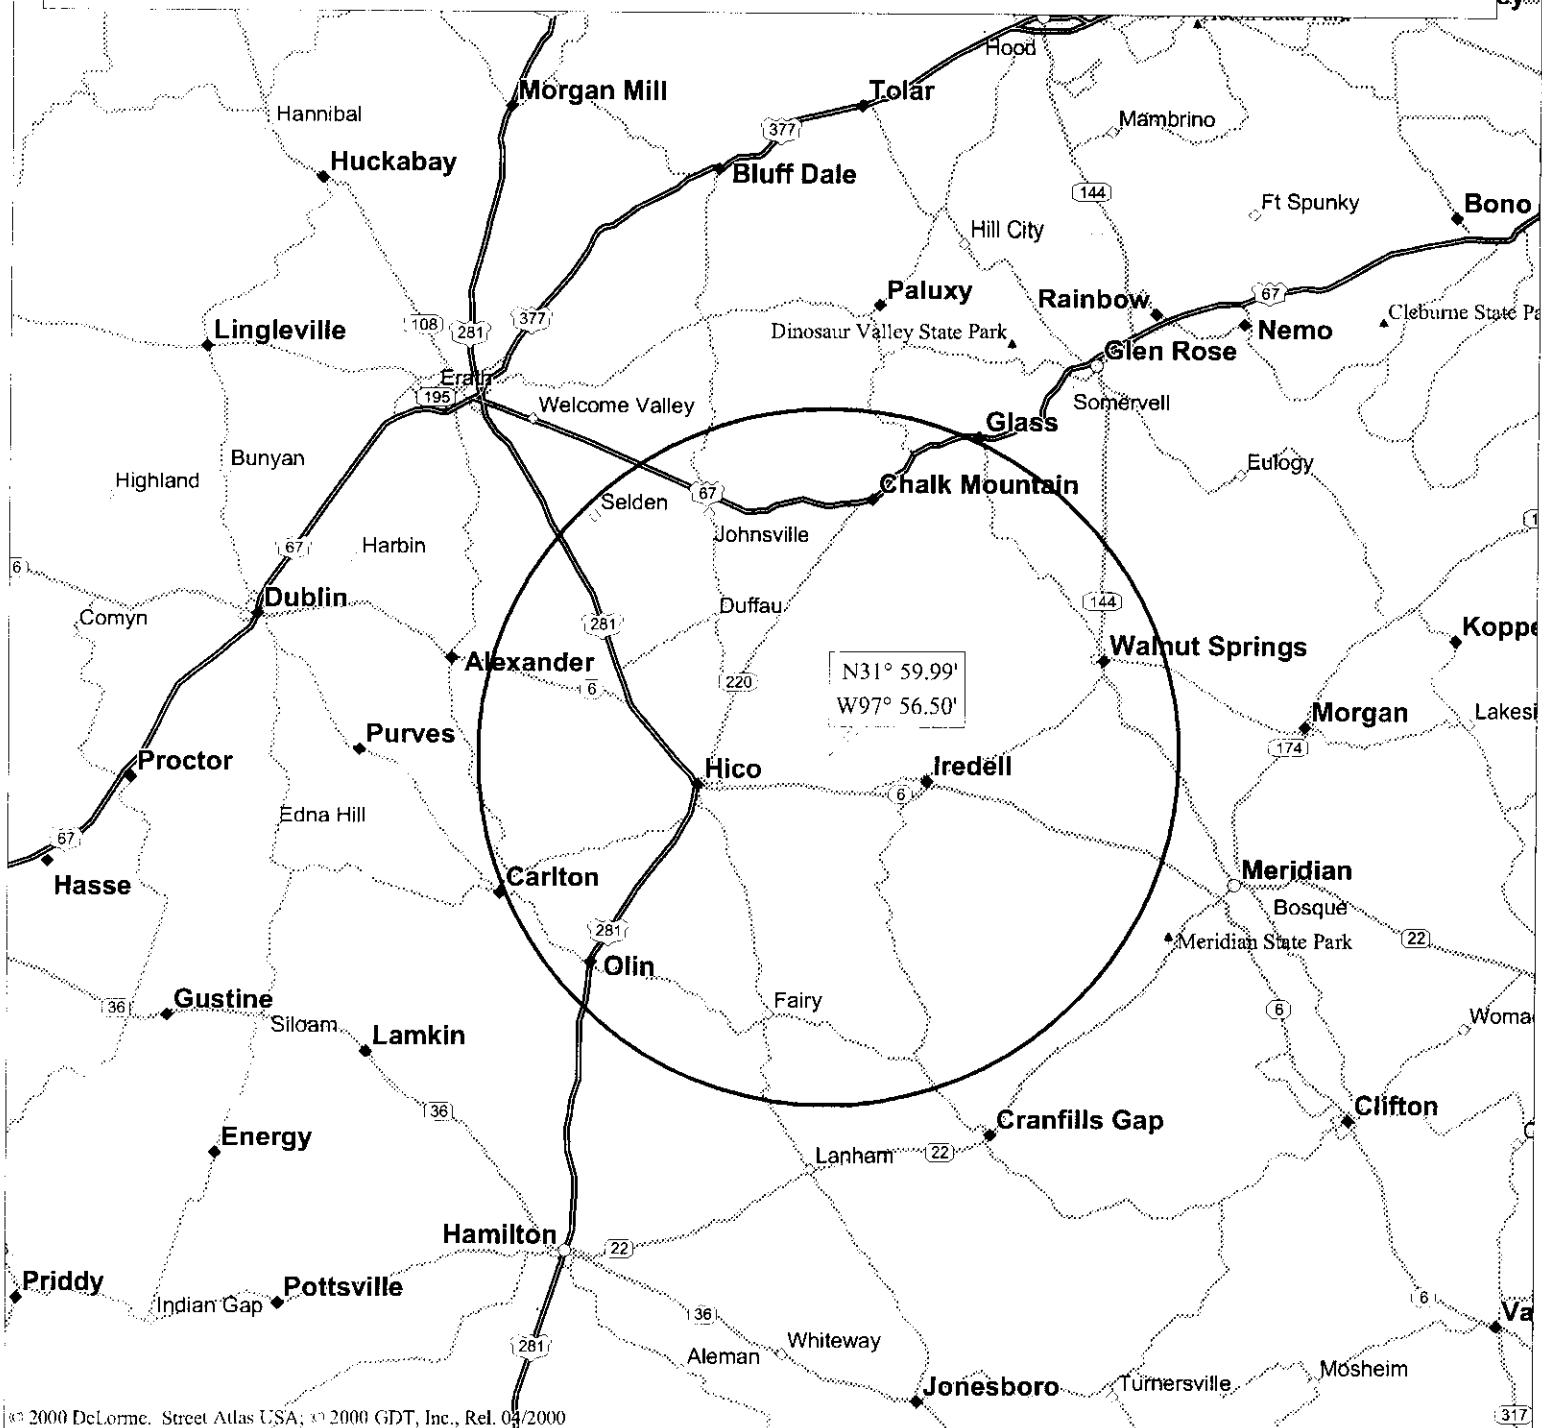 Hood
Morgan Mill
Tolar
Hannibal
377
Mambrino
Huckabay
Bluff Dale
144
Ft Spunky
Bono
Hill City
Paluxy
Rainbow
67
Cleburne State Pa
Lingleville
108
281
377
Dinosaur Valley State Park
Nemo
Glen Rose
Erath
195
Welcome Valley
Somervell
Glass
Bunyan
Eulogy
Highland
Chalk Mountain
67
Selden
Johnsville
67
Harbin
6
Dublin
Duffau
144
Comyn
281
Koppe
Walnut Springs
Alexander
N31° 59.99'
W97° 56.50'
6
220
Morgan
Lakesi
Purves
174
Proctor
Hico
Iredell
6
Edna Hill
67
Meridian
Hasse
Carlton
Bosque
281
22
Meridian State Park
Olin
Gustine
Fairy
36
6
Siloam
Woma
Lamkin
36
Clifton
Cranfills Gap
Energy
Lanham
22
Hamilton
22
Priddy
Pottsville
Indian Gap
36
6
Va
281
Whiteway
Aleman
Mosheim
Jonesboro
Turnersville
317
© 2000 DeLorme. Street Atlas USA; © 2000 GDT, Inc., Rel. 04/2000